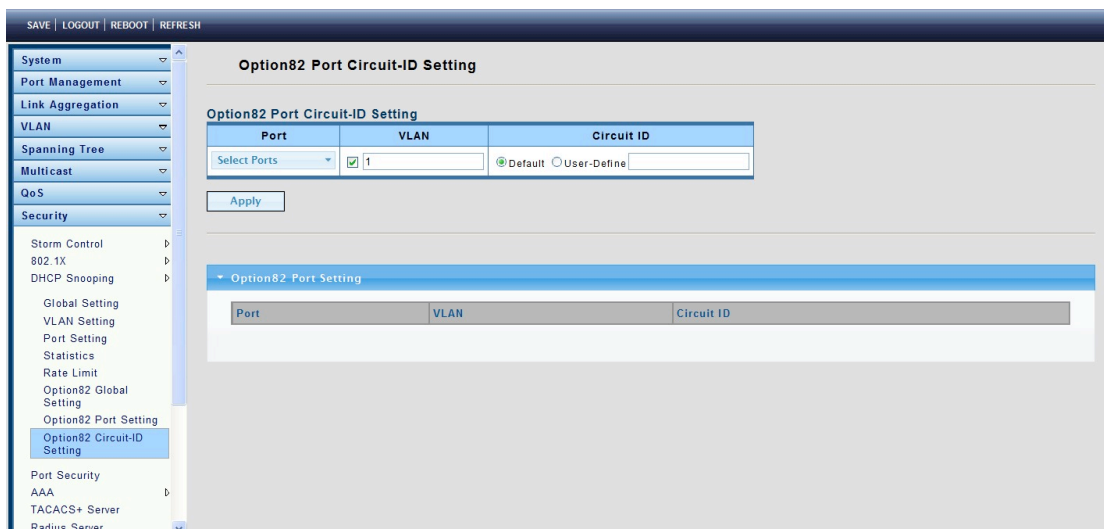 SAVE | LOGOUT | REBOOT | REFRESH
System
Port Management
Link Aggregation
VLAN
Spanning Tree
Multicast
QoS
Security
Storm Control
802.1X
DHCP Snooping
Global Setting
VLAN Setting
Port Setting
Statistics
Rate Limit
Option82 Global
Setting
Option82 Port Setting
Option82 Circuit-ID
Setting
Port Security
AAA
TACACS+ Server
Radius Server
Option82 Port Circuit-ID Setting
Option82 Port Circuit-ID Setting
Port VLAN Circuit ID
Select Ports 1 Default User-Define
Apply
Option82 Port Setting
Port VLAN Circuit ID